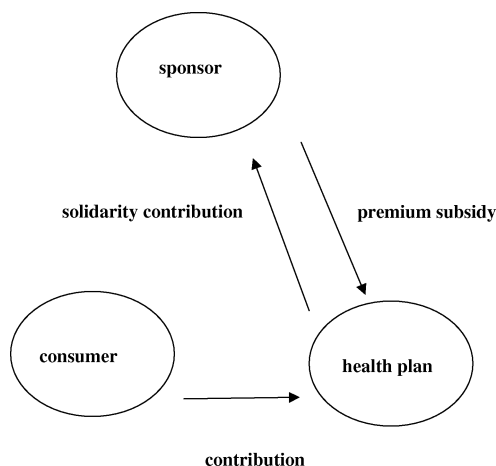 sponsor
solidarity contribution
premium subsidy
consumer
health plan
contribution